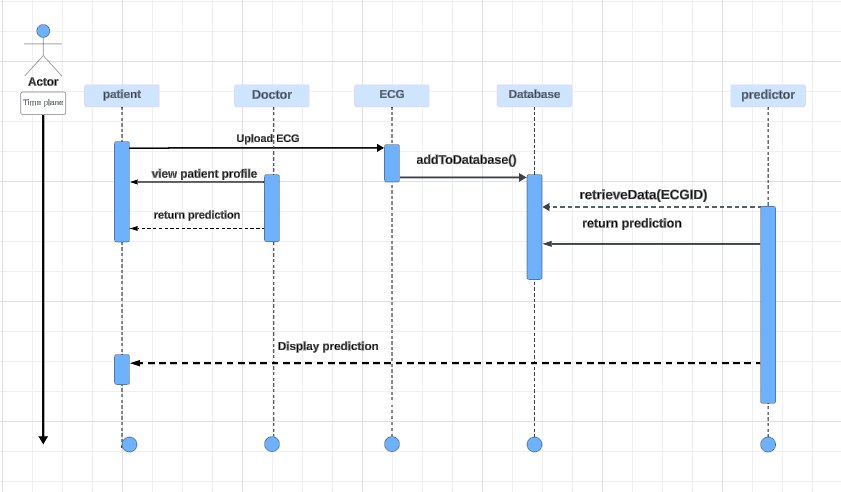 Actor
Time plane
patient
Doctor
ECG
Database
predictor
Upload ECG
addToDatabase()
view patient profile
retrieveData(ECGID)
return prediction
return prediction
Display prediction